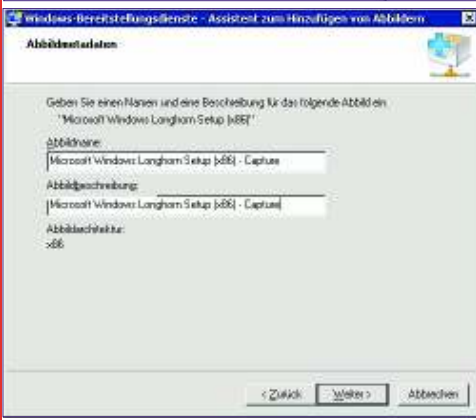 Windows-Bereitstellungsdienste - Assistent zum Hinzufügen von Abbildern
Abbildmetadaten
Geben Sie einen Namen und eine Beschreibung für das folgende Abbild ein
"Microsoft Windows Longhorn Setup (x86)"
Abbildname:
Microsoft Windows Longhorn Setup (x86) - Capture
Abbildbeschreibung:
Microsoft Windows Longhorn Setup (x86) - Capture
Abbildarchitektur:
x86
< Zurück Weiter > Abbrechen